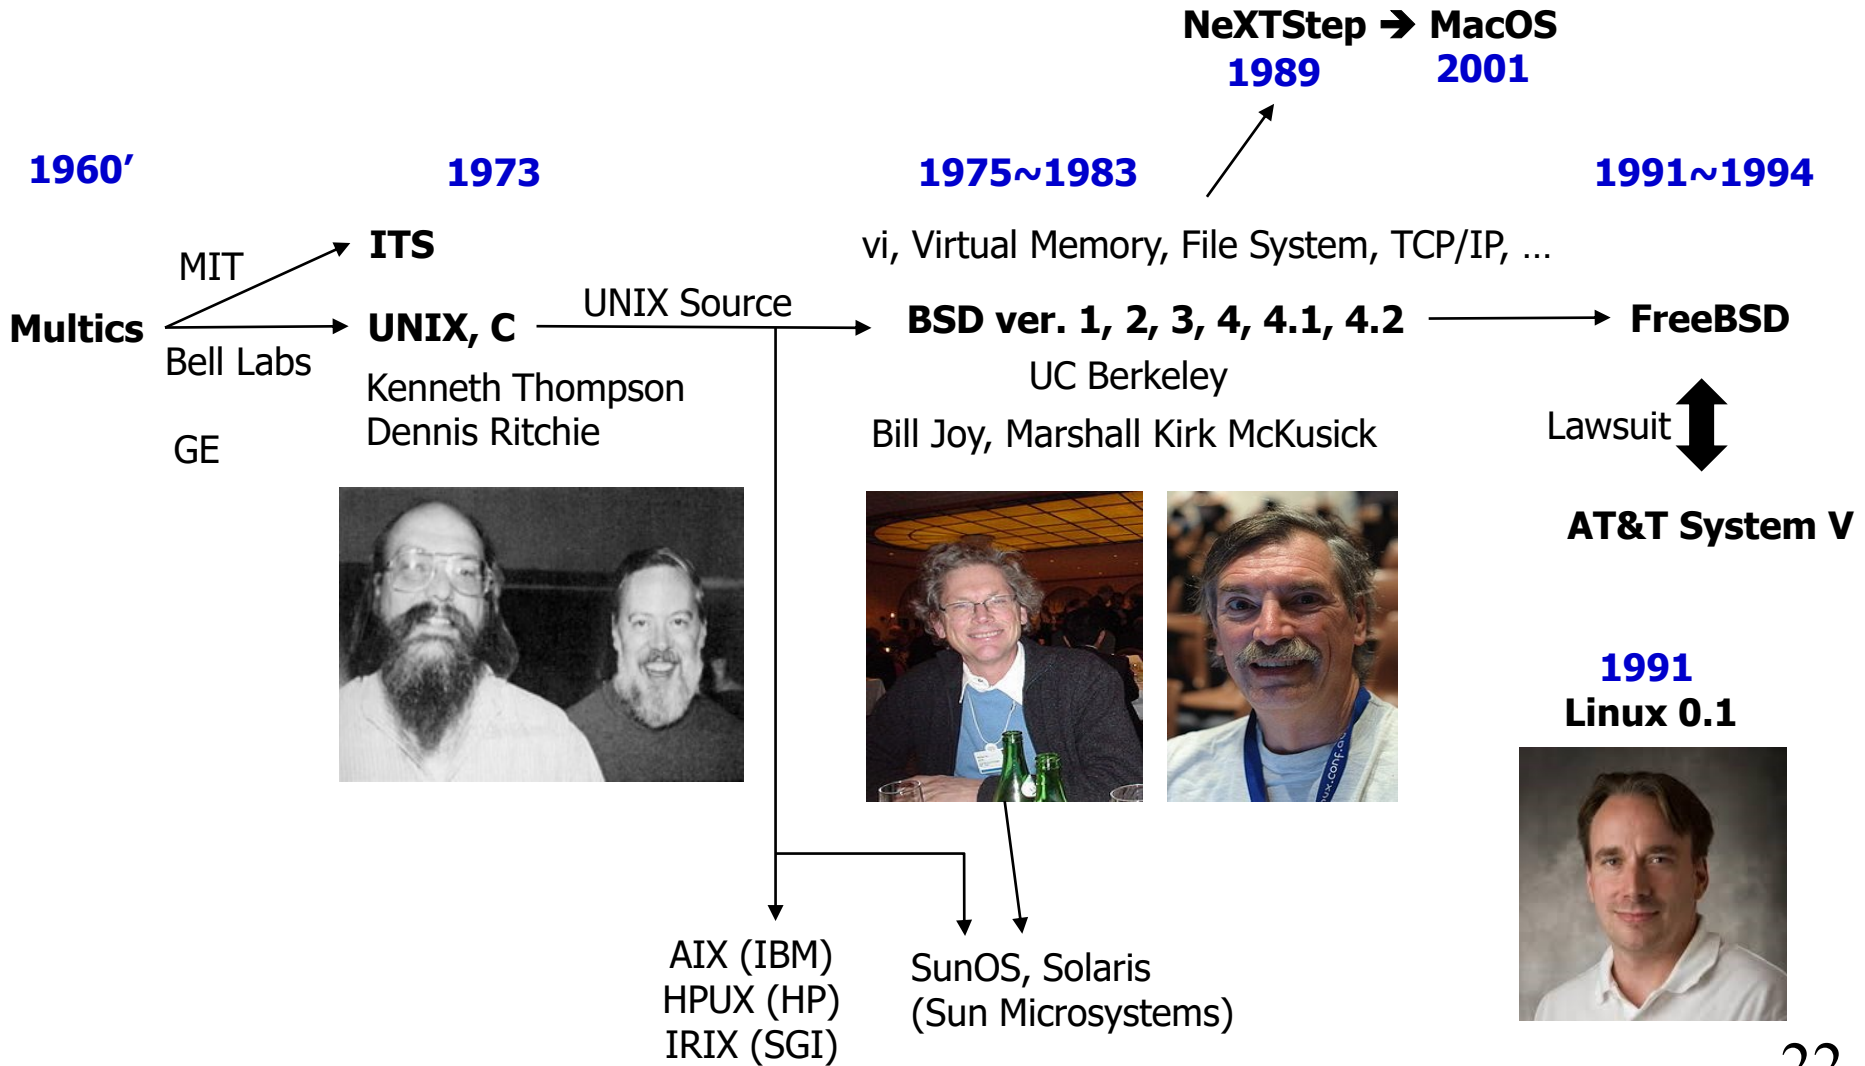 NeXTStep ➔ MacOS
1989 2001
1960’ 1973 1975~1983 1991~1994
MIT
ITS
vi, Virtual Memory, File System, TCP/IP, ...
Multics
UNIX, C
UNIX Source
BSD ver. 1, 2, 3, 4, 4.1, 4.2
FreeBSD
Bell Labs
UC Berkeley
Kenneth Thompson
Dennis Ritchie
Bill Joy, Marshall Kirk McKusick
Lawsuit
GE
AT&T System V
1991
Linux 0.1
AIX (IBM)
HPUX (HP)
IRIX (SGI)
SunOS, Solaris
(Sun Microsystems)
22